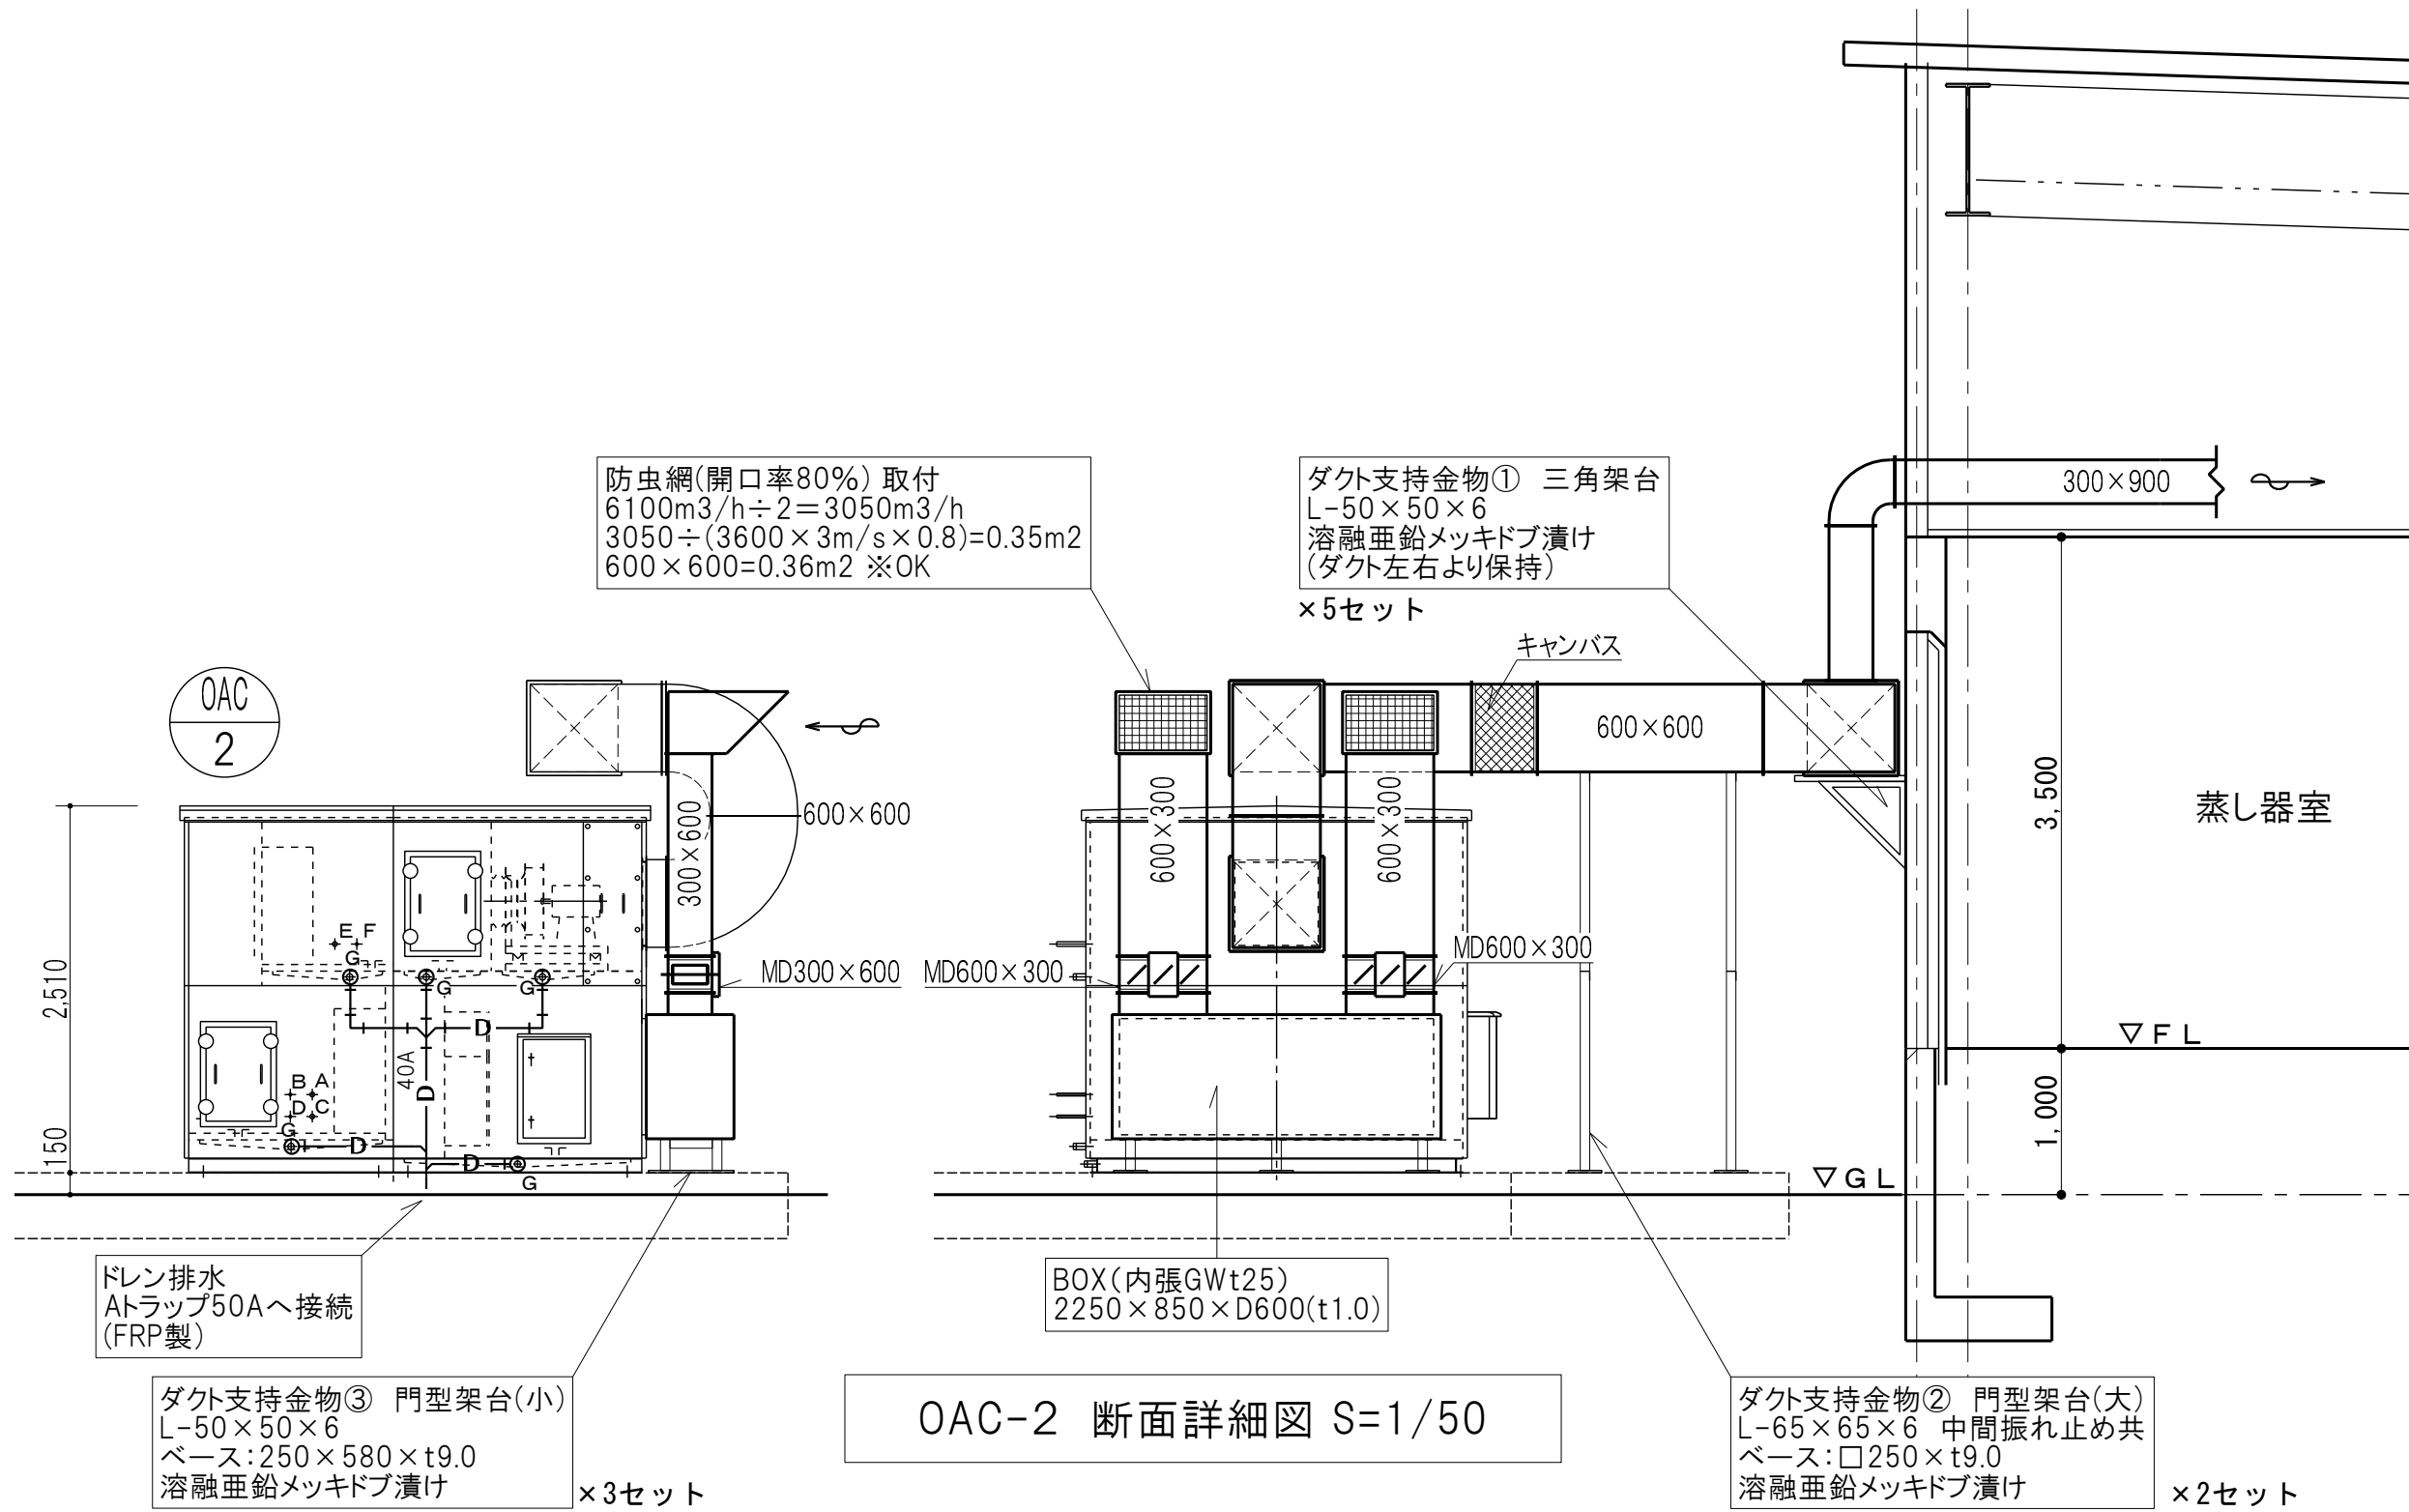 防虫網(開口率80%) 取付
6100m3/h÷2=3050m3/h
3050÷(3600×3m/s×0.8)=0.35m2
600×600=0.36m2 ※OK
ダクト支持金物① 三角架台
L-50×50×6
溶融亜鉛メッキドブ漬け
(ダクト左右より保持)
×5セット
キャンバス
300×900
OAC
2
600×600
300×600
600×600
600×300
600×300
3,500
蒸し器室
E F
G
G
G
MD300×600
MD600×300
MD600×300
2,510
D
40A
D
B A
D C
G
D
D
G
150
▽FL
1,000
▽GL
ドレン排水
Aトラップ50Aへ接続
(FRP製)
BOX(内張GWt25)
2250×850×D600(t1.0)
ダクト支持金物③ 門型架台(小)
L-50×50×6
ベース:250×580×t9.0
溶融亜鉛メッキドブ漬け
×3セット
OAC-2 断面詳細図 S=1/50
ダクト支持金物② 門型架台(大)
L-65×65×6 中間振れ止め共
ベース:□250×t9.0
溶融亜鉛メッキドブ漬け
×2セット